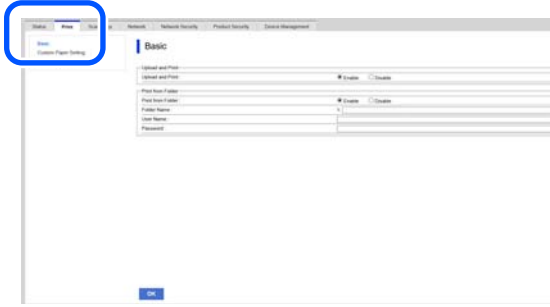 Status Print Network Network Security Product Security Device Management
Basic
Custom Paper Setting
Basic
Upload and Print
Upload and Print Enable Disable
Print from Folder
Print from Folder Enable Disable
Folder Name
User Name
Password
OK